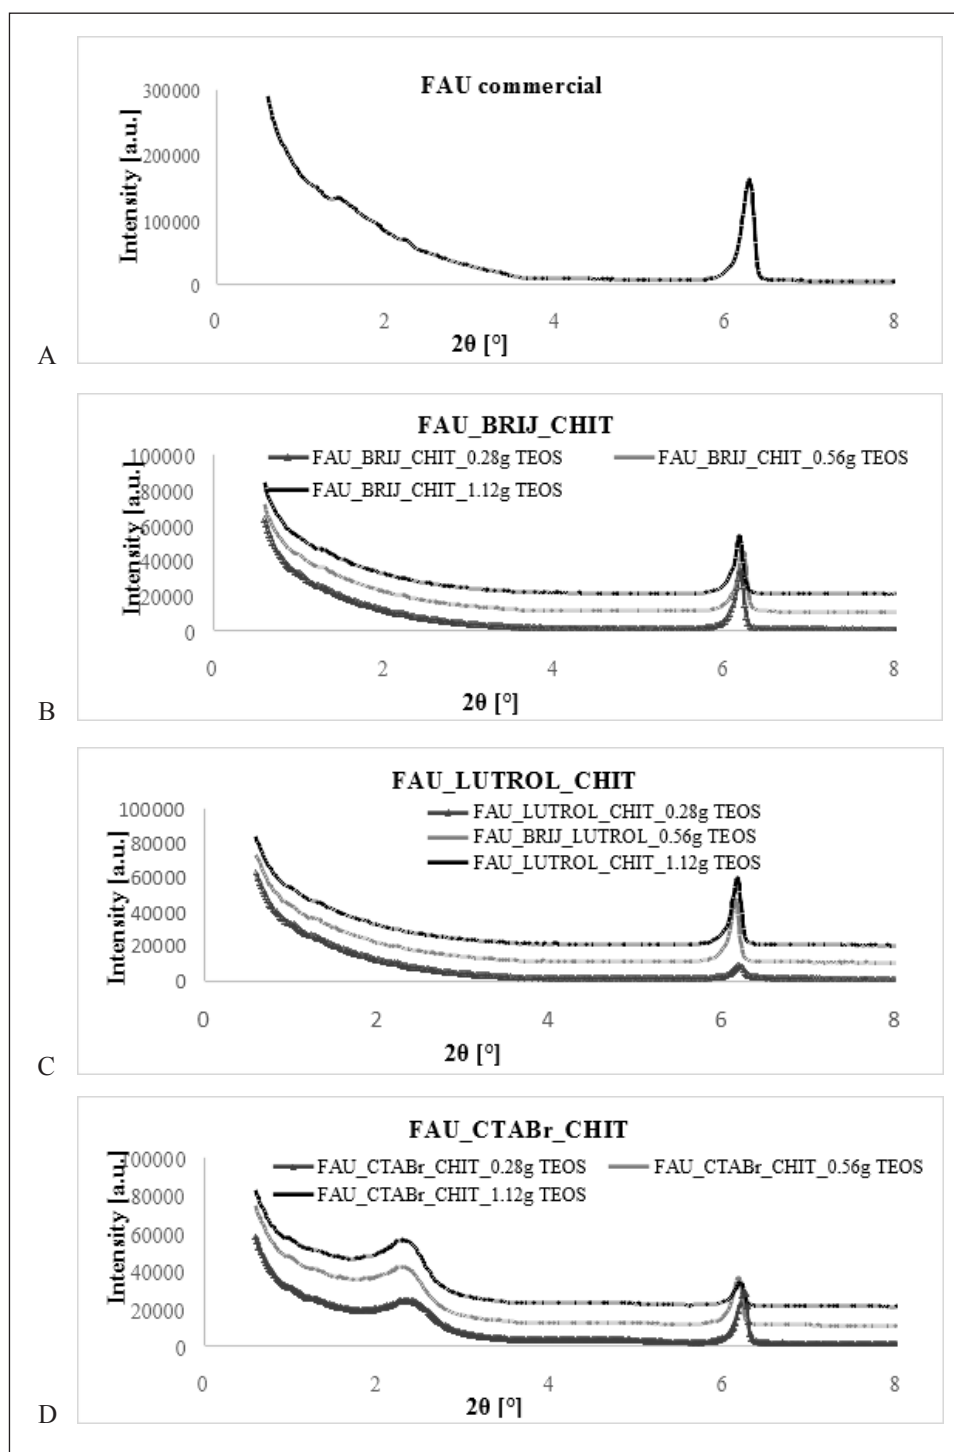 FAU commercial
300000
200000
100000
0
Intensity [a.u.]
0 2 4 6 8
2θ [°]
A
FAU_BRIJ_CHIT
FAU_BRIJ_CHIT_0.28g TEOS FAU_BRIJ_CHIT_0.56g TEOS
FAU_BRIJ_CHIT_1.12g TEOS
100000
80000
60000
40000
20000
0
Intensity [a.u.]
0 2 4 6 8
2θ [°]
B
FAU_LUTROL_CHIT
FAU_LUTROL_CHIT_0.28g TEOS
FAU_BRIJ_LUTROL_0.56g TEOS
FAU_LUTROL_CHIT_1.12g TEOS
100000
80000
60000
40000
20000
0
Intensity [a.u.]
0 2 4 6 8
2θ [°]
C
FAU_CTABr_CHIT
FAU_CTABr_CHIT_0.28g TEOS FAU_CTABr_CHIT_0.56g TEOS
FAU_CTABr_CHIT_1.12g TEOS
100000
80000
60000
40000
20000
0
Intensity [a.u.]
0 2 4 6 8
2θ [°]
D